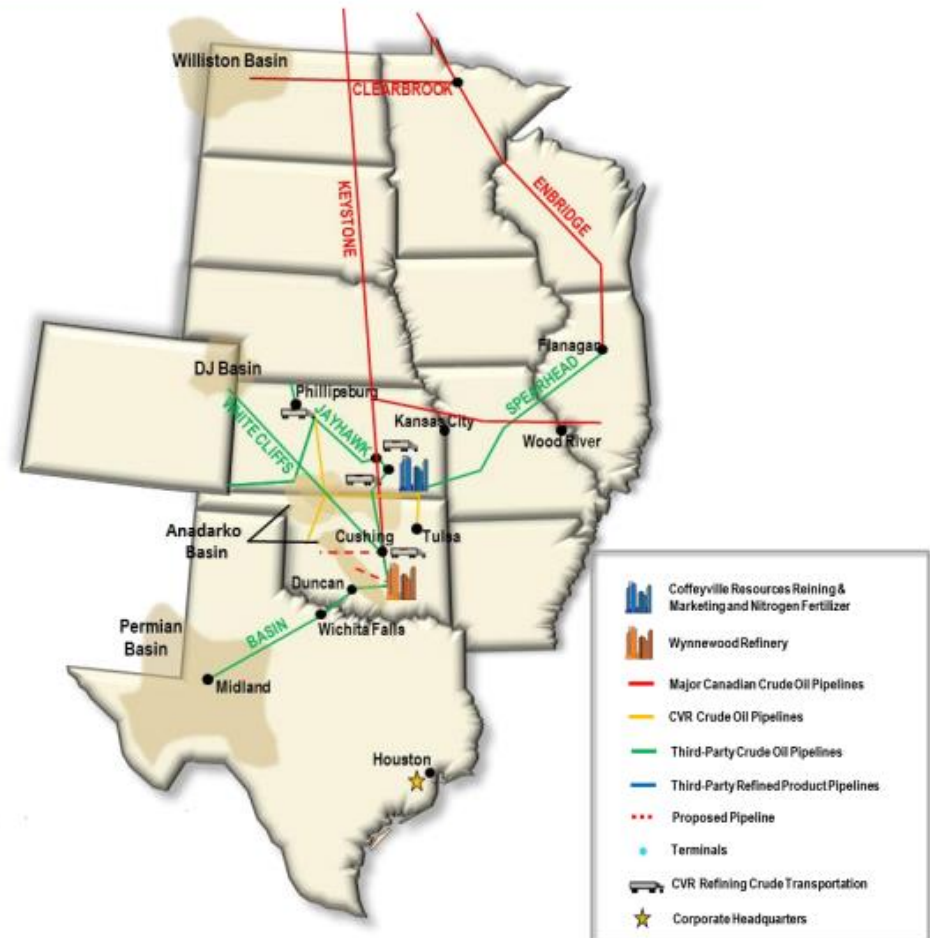 Williston Basin
CLEARBROOK
KEYSTONE
ENBRIDGE
DJ Basin
Flanagan
Phillipsburg
SPEARHEAD
WHITE CLIFFS
JAYHAWK
Kansas City
Wood River
Anadarko
Basin
Cushing
Tulsa
Duncan
Wichita Falls
Permian
Basin
BASIN
Midland
Houston
Coffeyville Resources Reining &
Marketing and Nitrogen Fertilizer
Wynnewood Refinery
Major Canadian Crude Oil Pipelines
CVR Crude Oil Pipelines
Third-Party Crude Oil Pipelines
Third-Party Refined Product Pipelines
Proposed Pipeline
Terminals
CVR Refining Crude Transportation
Corporate Headquarters